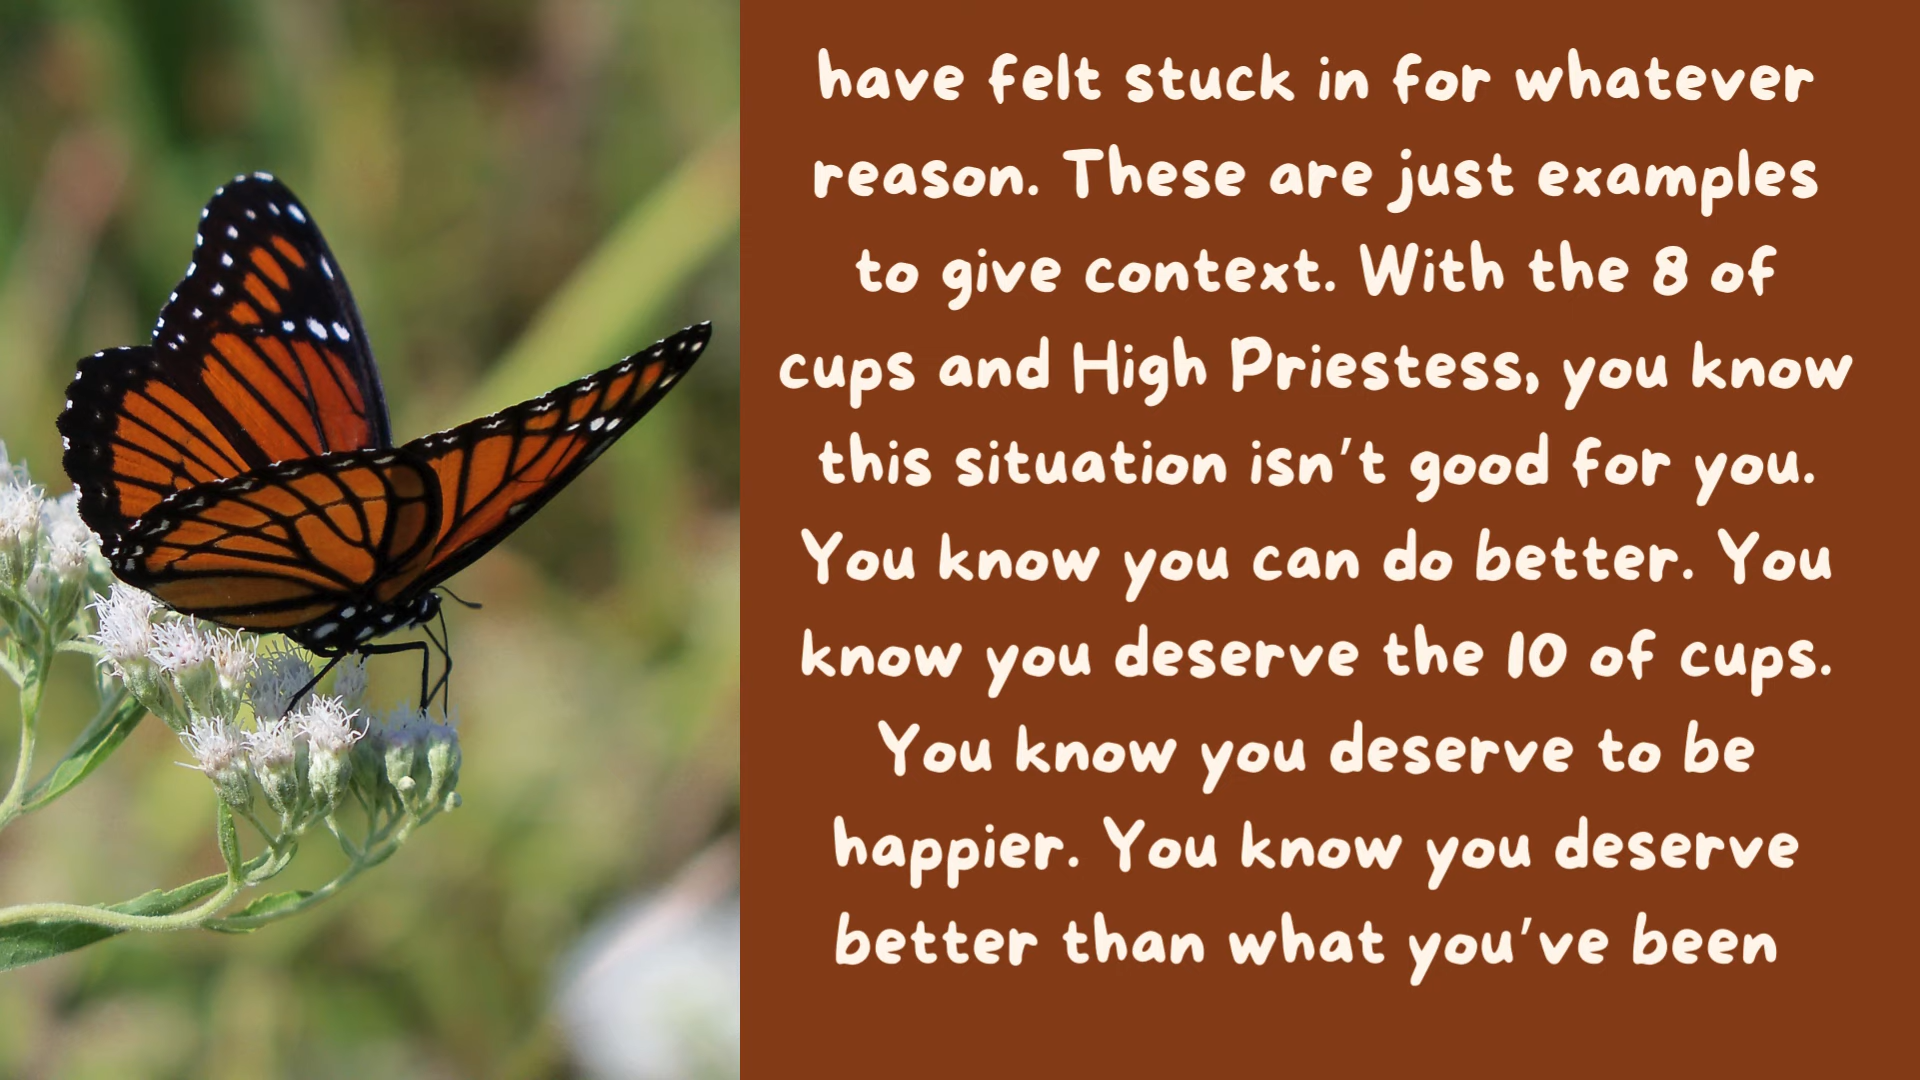 have felt stuck in for whatever
reason. These are just examples
to give context. With the 8 of
cups and High Priestess, you know
this situation isn't good for you.
You know you can do better. You
know you deserve the 10 of cups.
You know you deserve to be
happier. You know you deserve
better than what you've been